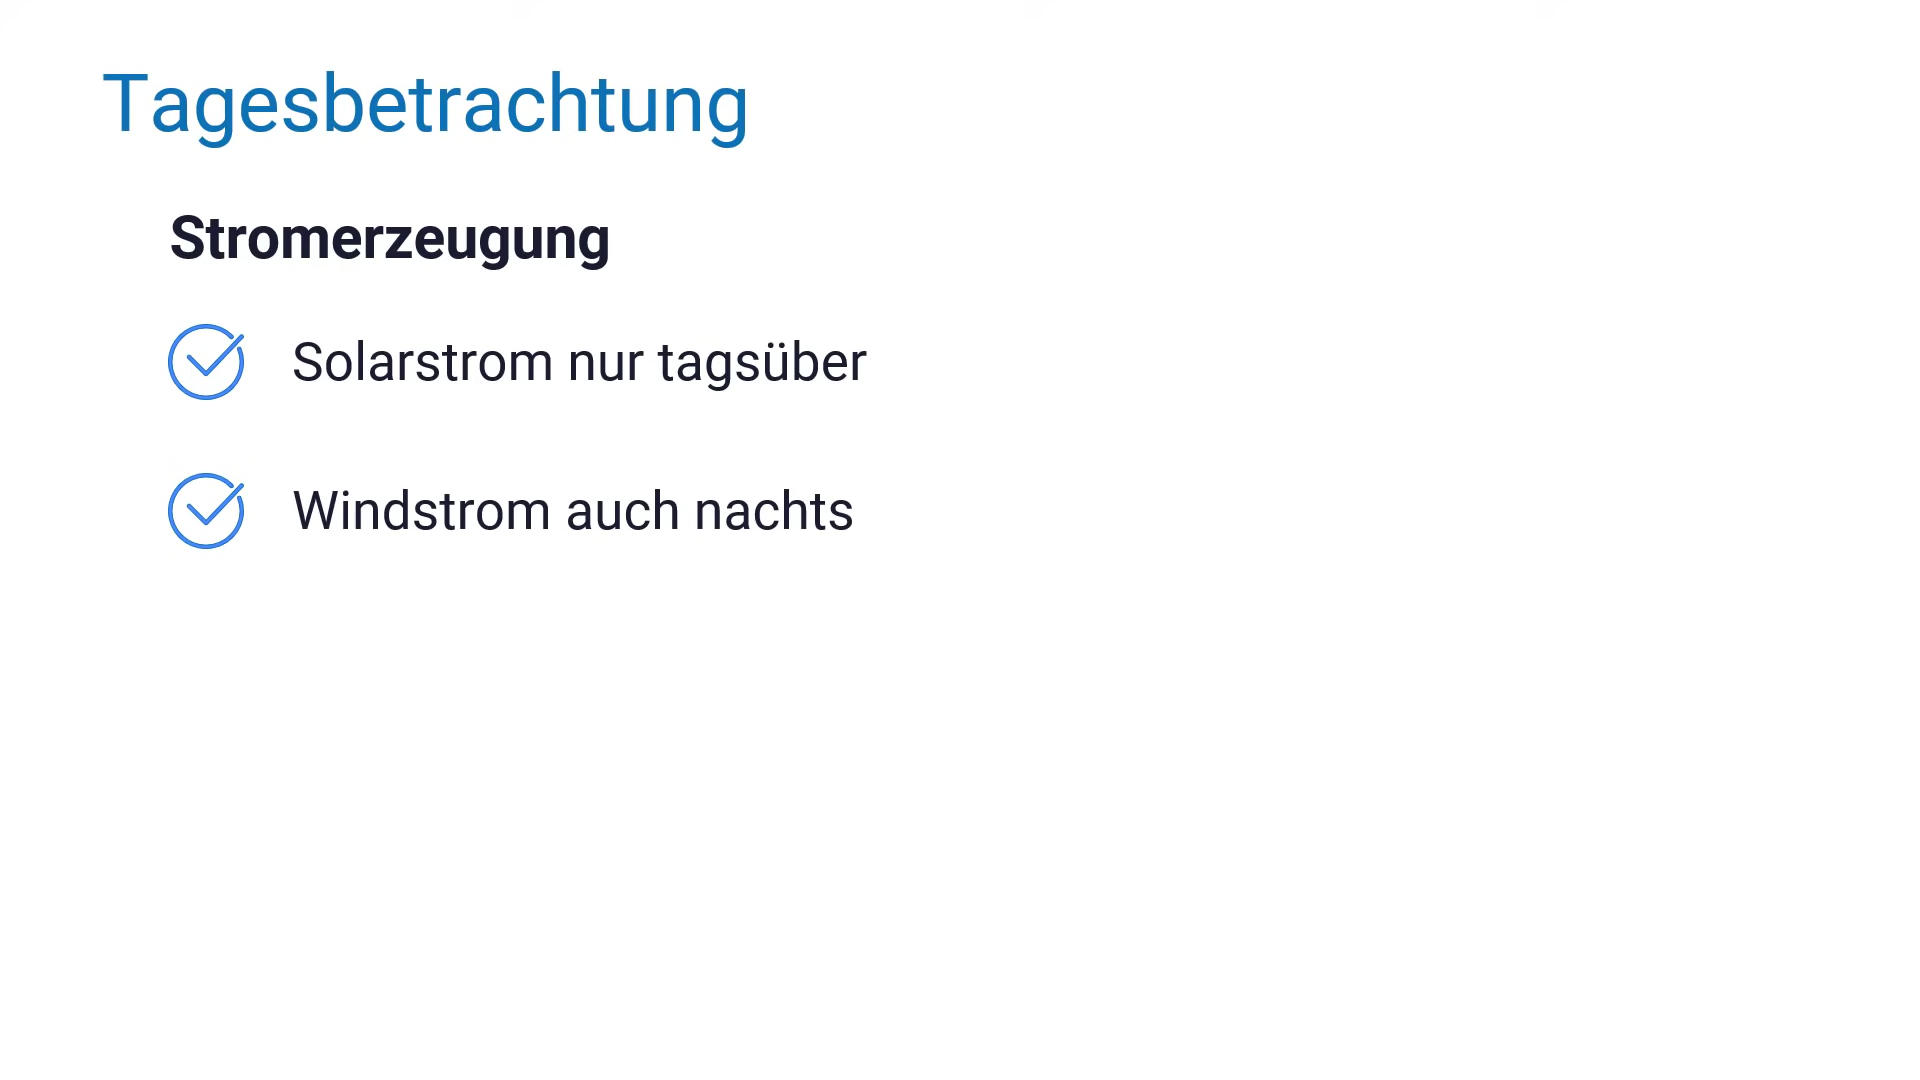 Tagesbetrachtung
Stromerzeugung
Solarstrom nur tagsüber
Windstrom auch nachts